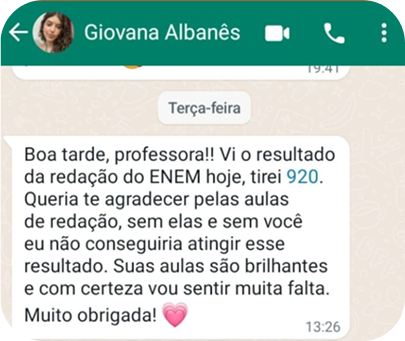 Giovana Albanês
19:41
Terça-feira
Boa tarde, professora!! Vi o resultado
da redação do ENEM hoje, tirei 920.
Queria te agradecer pelas aulas
de redação, sem elas e sem você
eu não conseguiria atingir esse
resultado. Suas aulas são brilhantes
e com certeza vou sentir muita falta.
Muito obrigada! 💗
13:26